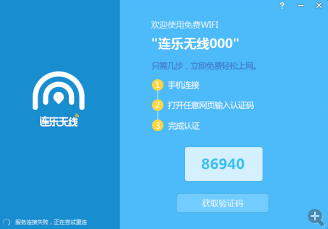 欢迎使用免费WIFI
"连乐无线000"
只需几步，立即免费轻松上网。
1 手机连接
2 打开任意网页输入认证码
3 完成认证
86940
获取验证码
连乐无线
服务连接失败，正在尝试重连